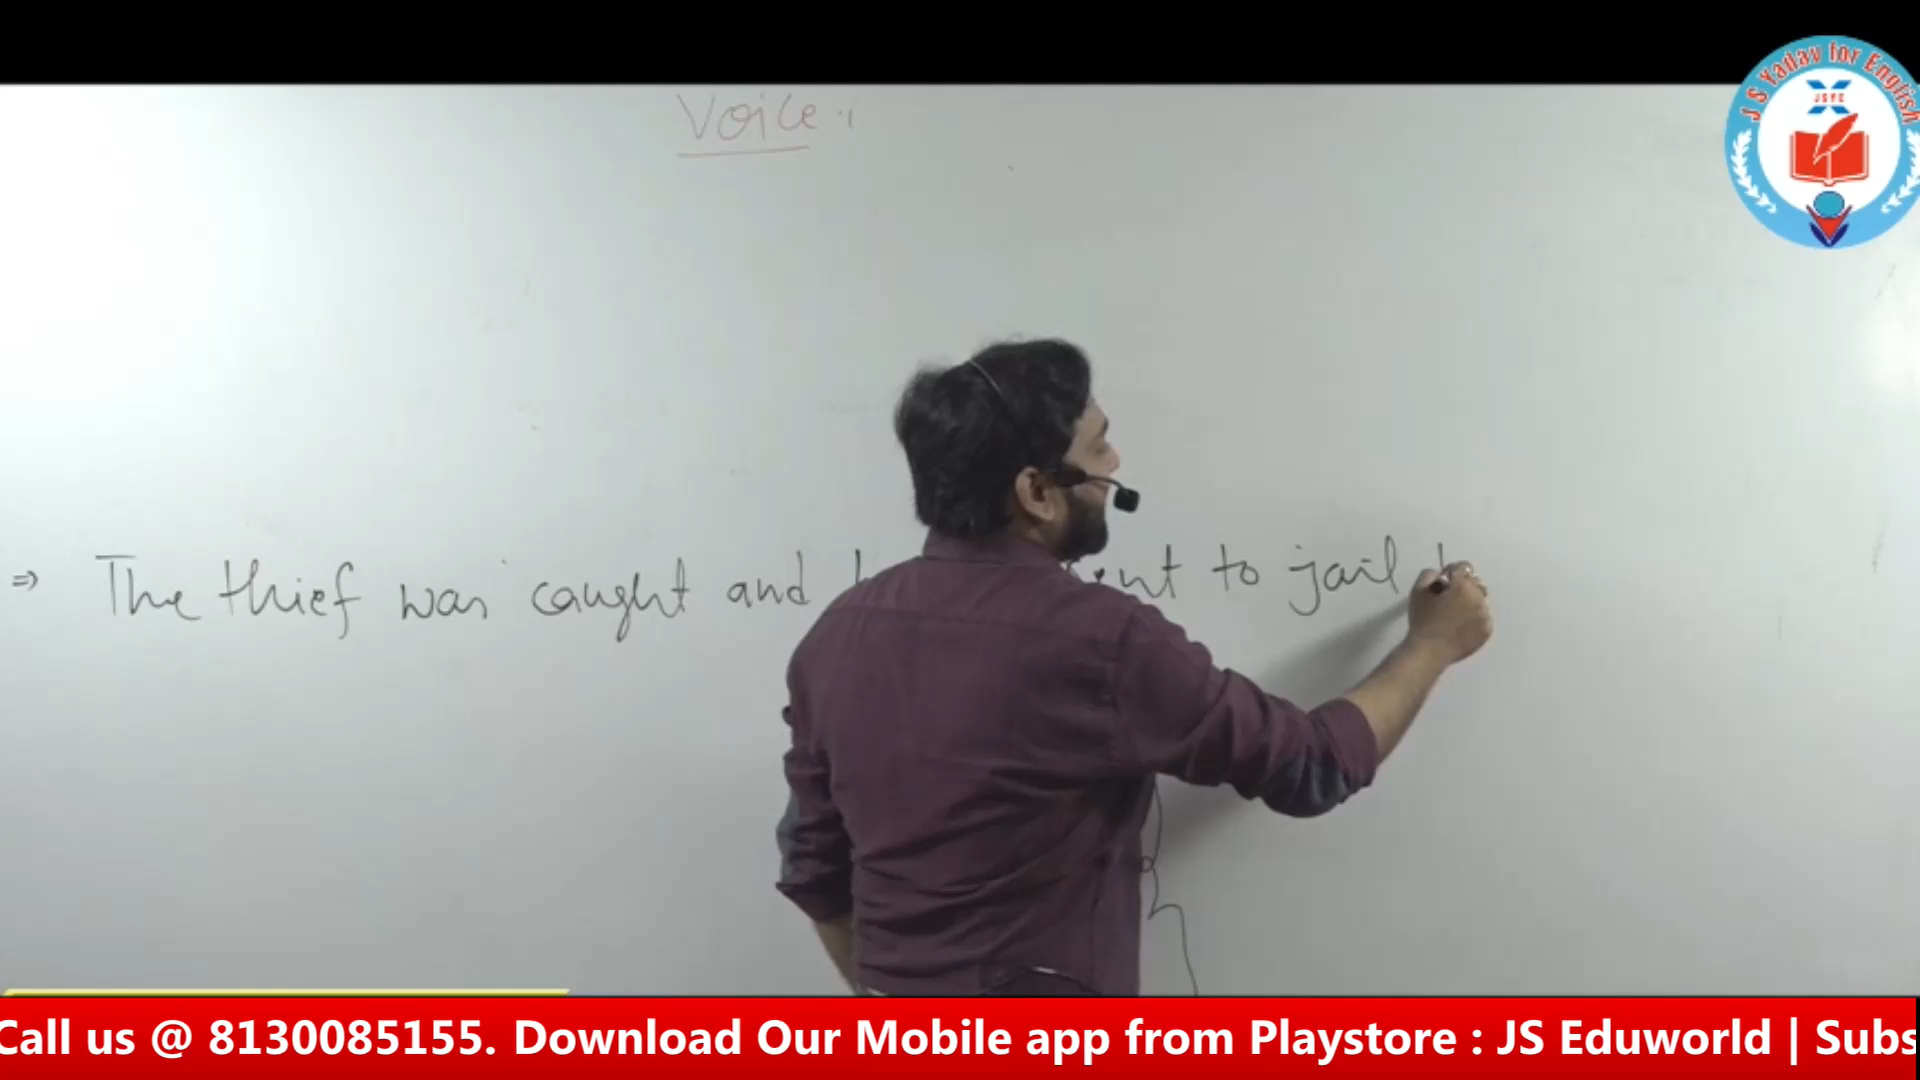 Voice
J S Yadav for English
JSYE
⇒ The thief was caught and to jail
Call us @ 8130085155. Download Our Mobile app from Playstore : JS Eduworld | Subs